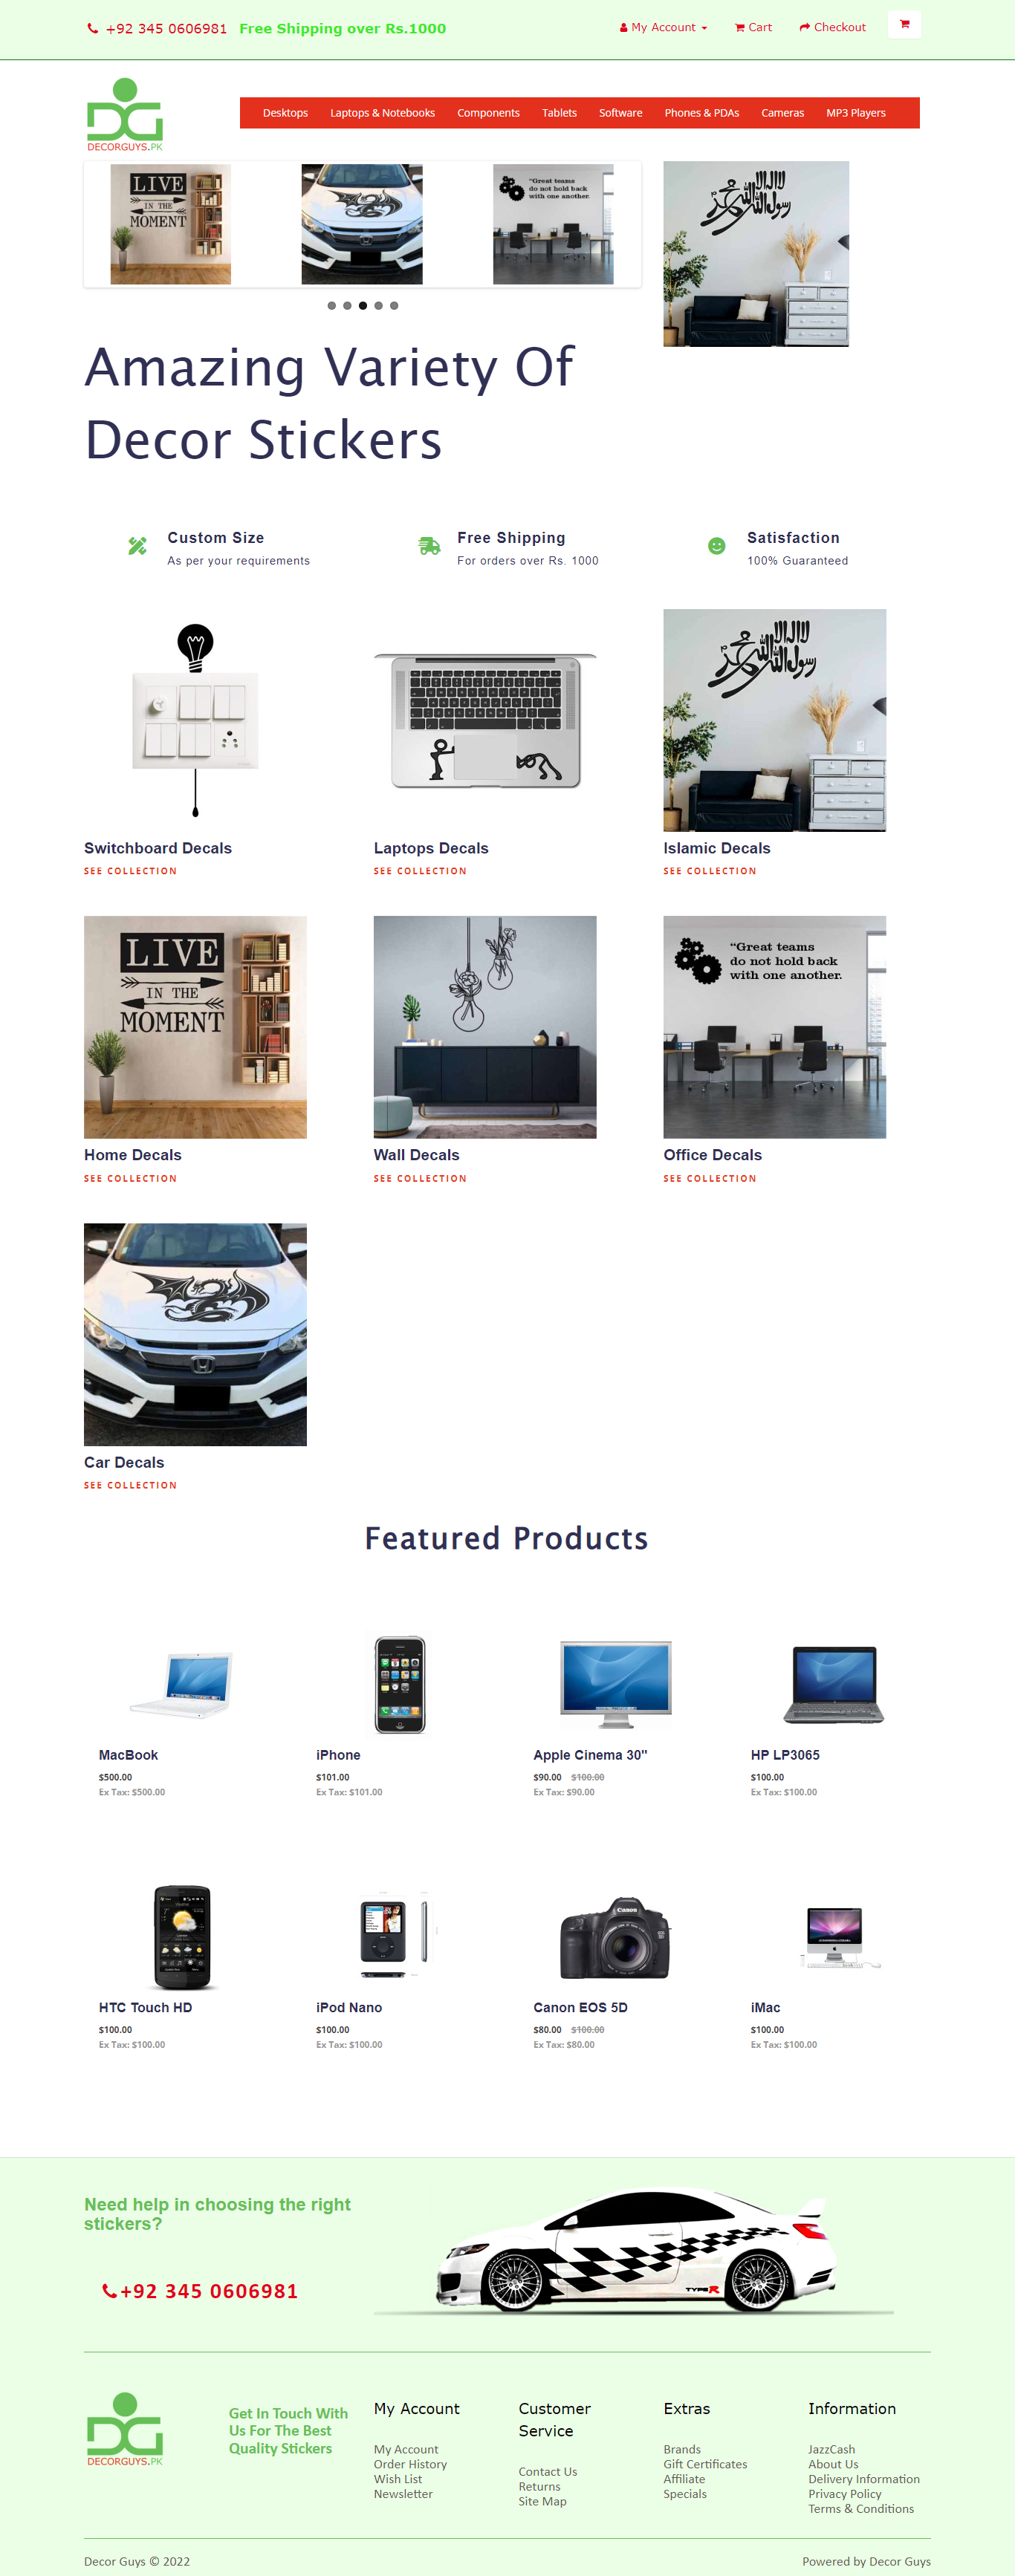 +92 345 0606981 Free Shipping over Rs.1000 My Account Cart Checkout
DECORGUYS.PK
Desktops Laptops & Notebooks Components Tablets Software Phones & PDAs Cameras MP3 Players
LIVE
IN THE
MOMENT
"Great teams
do not hold back
with one another.
Amazing Variety Of
Decor Stickers
Custom Size Free Shipping Satisfaction
As per your requirements For orders over Rs. 1000 100% Guaranteed
Switchboard Decals Laptops Decals Islamic Decals
SEE COLLECTION SEE COLLECTION SEE COLLECTION
LIVE
IN THE
MOMENT
"Great teams
do not hold back
with one another.
Home Decals Wall Decals Office Decals
SEE COLLECTION SEE COLLECTION SEE COLLECTION
Car Decals
SEE COLLECTION
Featured Products
MacBook iPhone Apple Cinema 30" HP LP3065
$500.00 $101.00 $90.00 $100.00 $100.00
Ex Tax: $500.00 Ex Tax: $101.00 Ex Tax: $90.00 Ex Tax: $100.00
Canon
HTC Touch HD iPod Nano Canon EOS 5D iMac
$100.00 $100.00 $80.00 $100.00 $100.00
Ex Tax: $100.00 Ex Tax: $100.00 Ex Tax: $80.00 Ex Tax: $100.00
Need help in choosing the right
stickers?
+92 345 0606981
TYPE R
DECORGUYS.PK
Get In Touch With
Us For The Best
Quality Stickers
My Account
My Account
Order History
Wish List
Newsletter
Customer
Service
Contact Us
Returns
Site Map
Extras
Brands
Gift Certificates
Affiliate
Specials
Information
JazzCash
About Us
Delivery Information
Privacy Policy
Terms & Conditions
Decor Guys © 2022 Powered by Decor Guys